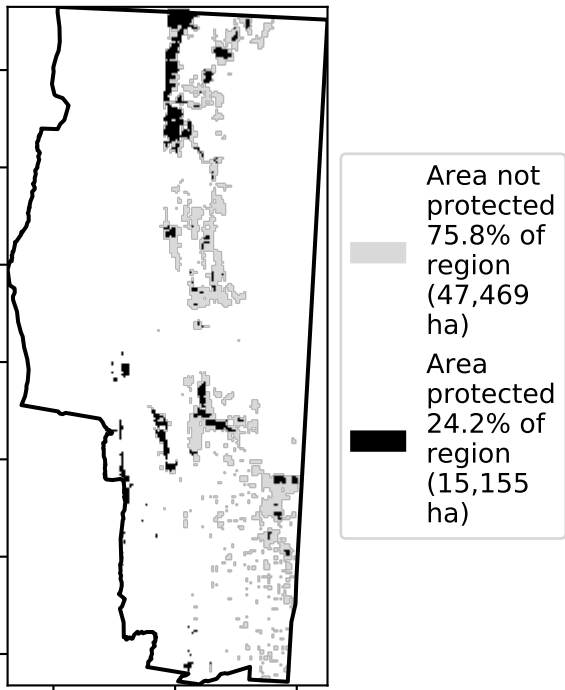 Area not
protected
75.8% of
region
(47,469
ha)
Area
protected
24.2% of
region
(15,155
ha)